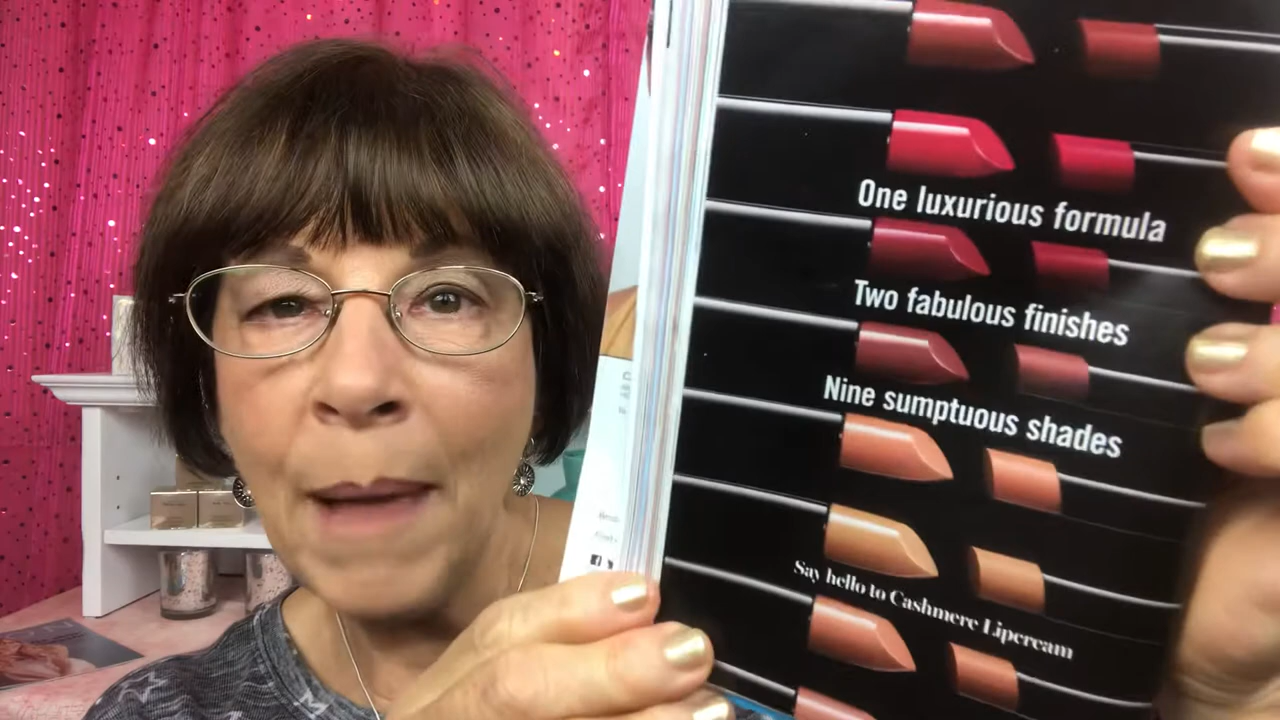 One luxurious formula
Two fabulous finishes
Nine sumptuous shades
Say hello to Cashmere Lipcream